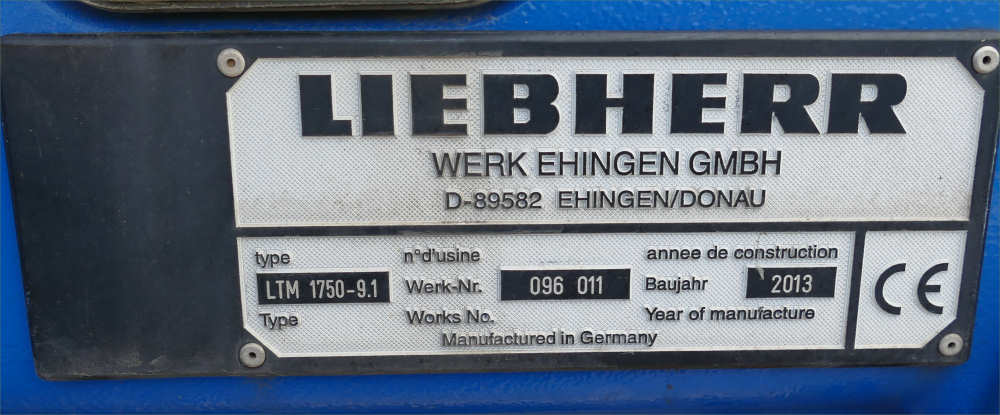 LIEBHERR
WERK EHINGEN GMBH
D-89582 EHINGEN/DONAU
type n°d'usine annee de construction
LTM 1750-9.1 Werk-Nr. 096 011 Baujahr 2013
Type Works No. Year of manufacture
Manufactured in Germany
CE